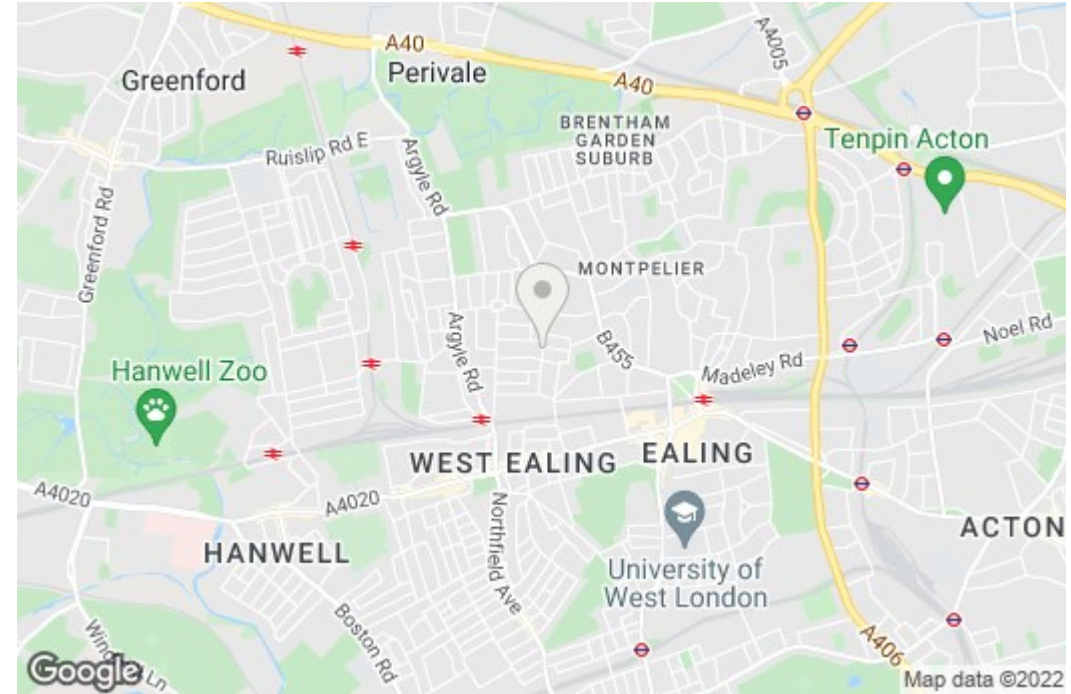 A40
Perivale
Greenford
A4005
A40
BRENTHAM
GARDEN
SUBURB
Tenpin Acton
Ruislip Rd E
Argyle Rd
Greenford Rd
MONTPELIER
Argyle Rd
B455
Noel Rd
Madeley Rd
Hanwell Zoo
WEST EALING
EALING
A4020
A4020
Northfield Ave
ACTON
HANWELL
University of
West London
Boston Rd
A406
Google
Map data ©2022